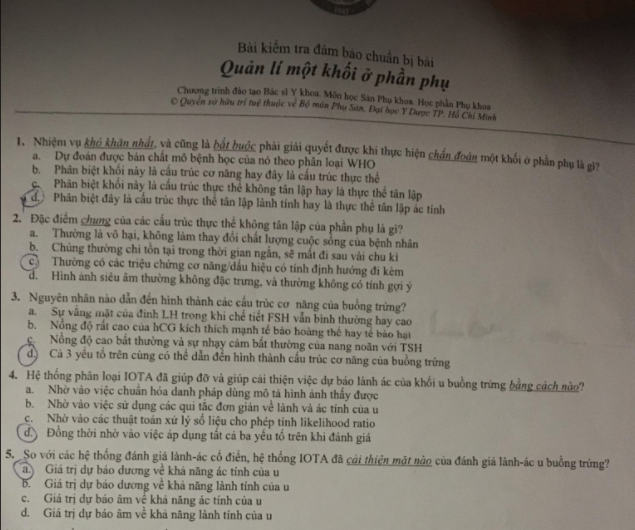 Bài kiểm tra đảm bảo chuẩn bị bài
Quản lí một khối ở phần phụ
Chương trình đào tạo Bác sĩ Y khoa. Môn học Sản Phụ khoa. Học phần Phụ khoa
© Quyền sở hữu trí tuệ thuộc về Bộ môn Phụ Sản, Đại học Y Dược TP. Hồ Chí Minh
1. Nhiệm vụ khó khăn nhất, và cũng là bắt buộc phải giải quyết được khi thực hiện chẩn đoán một khối ở phần phụ là gì?
a. Dự đoán được bản chất mô bệnh học của nó theo phân loại WHO
b. Phân biệt khối này là cấu trúc cơ năng hay đây là cấu trúc thực thể
c. Phân biệt khối này là cấu trúc thực thể không tân lập hay là thực thể tân lập
d. Phân biệt đây là cấu trúc thực thể tân lập lành tính hay là thực thể tân lập ác tính
2. Đặc điểm chung của các cấu trúc thực thể không tân lập của phần phụ là gì?
a. Thường là vô hại, không làm thay đổi chất lượng cuộc sống của bệnh nhân
b. Chúng thường chỉ tồn tại trong thời gian ngắn, sẽ mất đi sau vài chu kì
c. Thường có các triệu chứng cơ năng/dấu hiệu có tính định hướng đi kèm
d. Hình ảnh siêu âm thường không đặc trưng, và thường không có tính gợi ý
3. Nguyên nhân nào dẫn đến hình thành các cấu trúc cơ năng của buồng trứng?
a. Sự vắng mặt của đỉnh LH trong khi chế tiết FSH vẫn bình thường hay cao
b. Nồng độ rất cao của hCG kích thích mạnh tế bào hoàng thể hay tế bào hạt
c. Nồng độ cao bất thường và sự nhạy cảm bất thường của nang noãn với TSH
d. Cả 3 yếu tố trên cùng có thể dẫn đến hình thành cấu trúc cơ năng của buồng trứng
4. Hệ thống phân loại IOTA đã giúp đỡ và giúp cải thiện việc dự báo lành ác của khối u buồng trứng bằng cách nào?
a. Nhờ vào việc chuẩn hóa danh pháp dùng mô tả hình ảnh thấy được
b. Nhờ vào việc sử dụng các qui tắc đơn giản về lành và ác tính của u
c. Nhờ vào các thuật toán xử lý số liệu cho phép tính likelihood ratio
d. Đồng thời nhờ vào việc áp dụng tất cả ba yếu tố trên khi đánh giá
5. So với các hệ thống đánh giá lành-ác cổ điển, hệ thống IOTA đã cải thiện mặt nào của đánh giá lành-ác u buồng trứng?
a. Giá trị dự báo dương về khả năng ác tính của u
b. Giá trị dự báo dương về khả năng lành tính của u
c. Giá trị dự báo âm về khả năng ác tính của u
d. Giá trị dự báo âm về khả năng lành tính của u